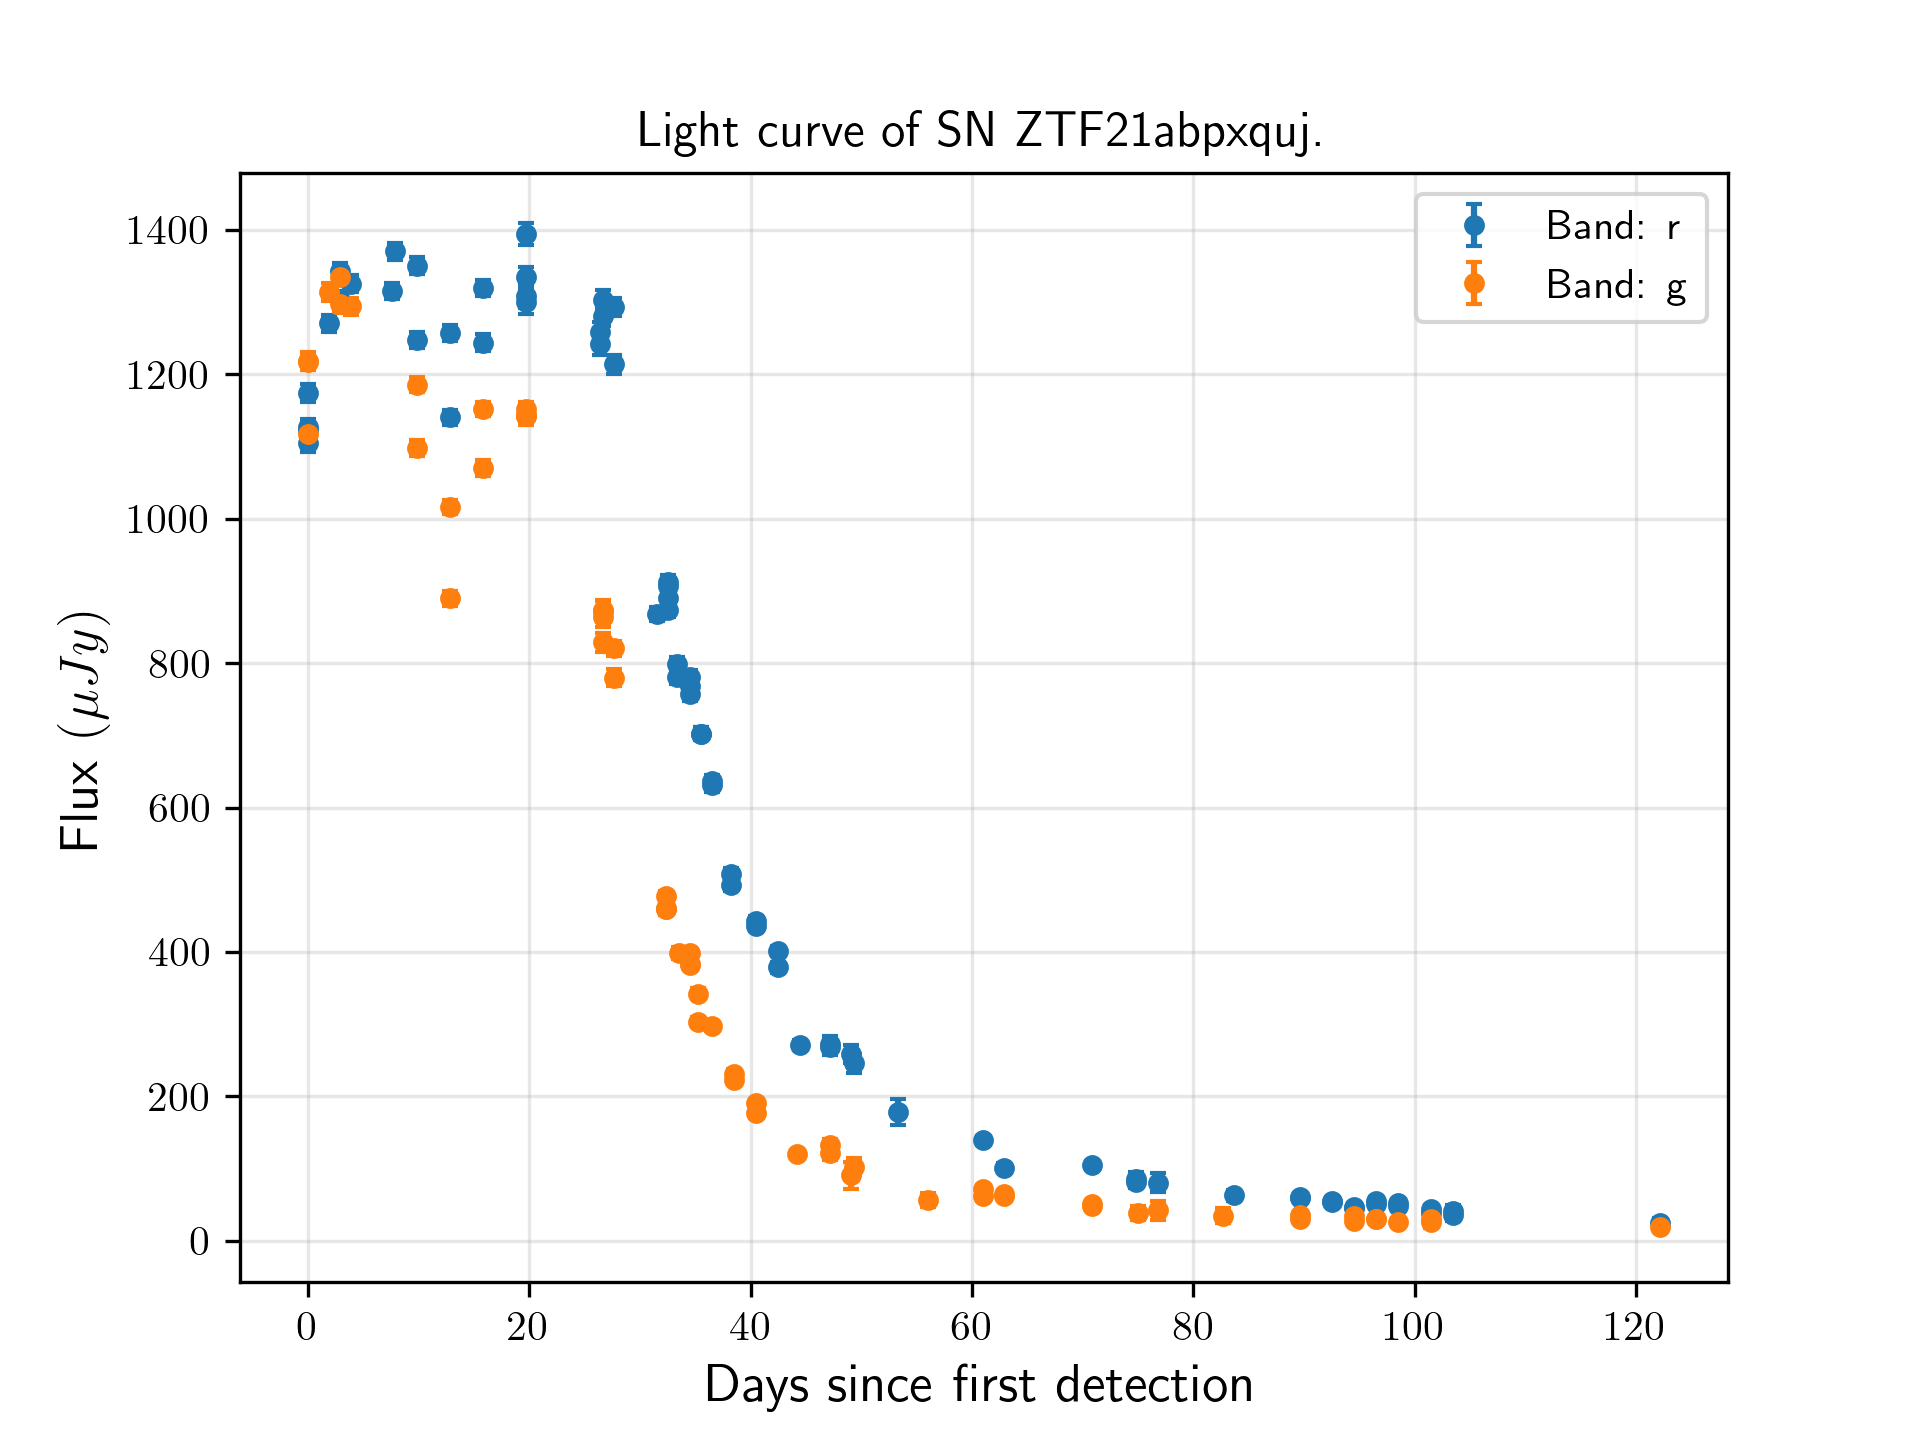 Light curve of SN ZTF21abpxquj.
Band: r
Band: g
1400
1200
1000
800
600
400
200
0
Flux (μJy)
0 20 40 60 80 100 120
Days since first detection